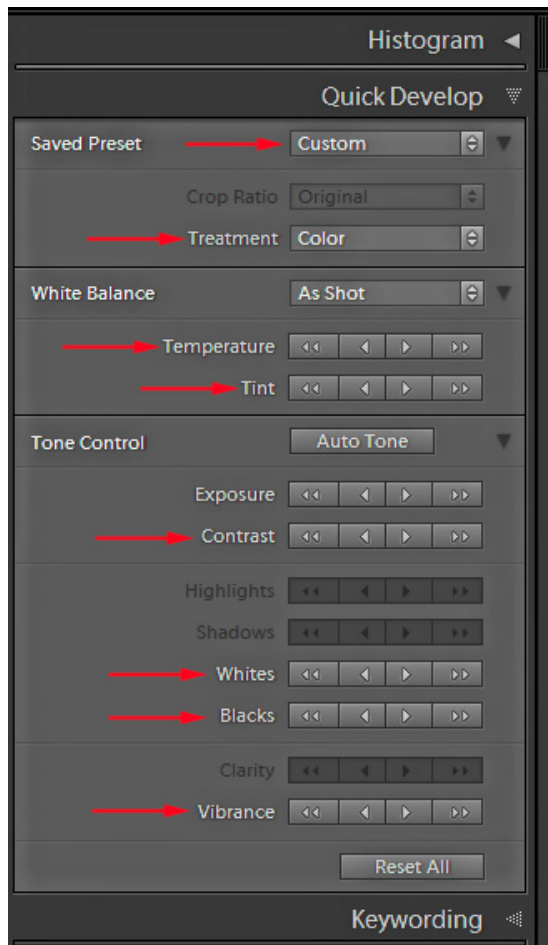 Histogram
Quick Develop
Saved Preset Custom
Crop Ratio Original
Treatment Color
White Balance As Shot
Temperature
Tint
Tone Control Auto Tone
Exposure
Contrast
Highlights
Shadows
Whites
Blacks
Clarity
Vibrance
Reset All
Keywording